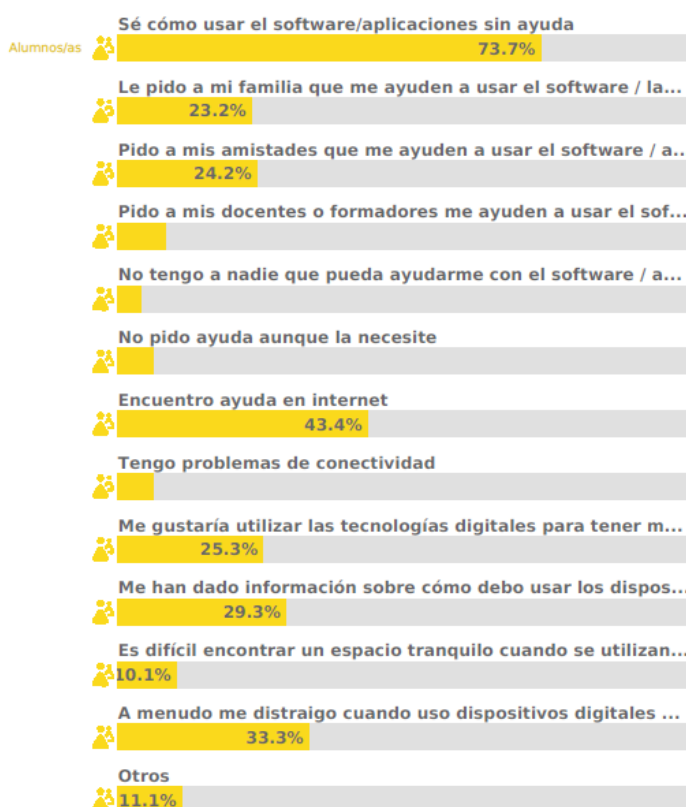 Sé cómo usar el software/aplicaciones sin ayuda
Alumnos/as
73.7%
Le pido a mi familia que me ayuden a usar el software / la...
23.2%
Pido a mis amistades que me ayuden a usar el software / a...
24.2%
Pido a mis docentes o formadores me ayuden a usar el sof...
No tengo a nadie que pueda ayudarme con el software / a...
No pido ayuda aunque la necesite
Encuentro ayuda en internet
43.4%
Tengo problemas de conectividad
Me gustaría utilizar las tecnologías digitales para tener m...
25.3%
Me han dado información sobre cómo debo usar los dispos...
29.3%
Es difícil encontrar un espacio tranquilo cuando se utilizan...
10.1%
A menudo me distraigo cuando uso dispositivos digitales ...
33.3%
Otros
11.1%